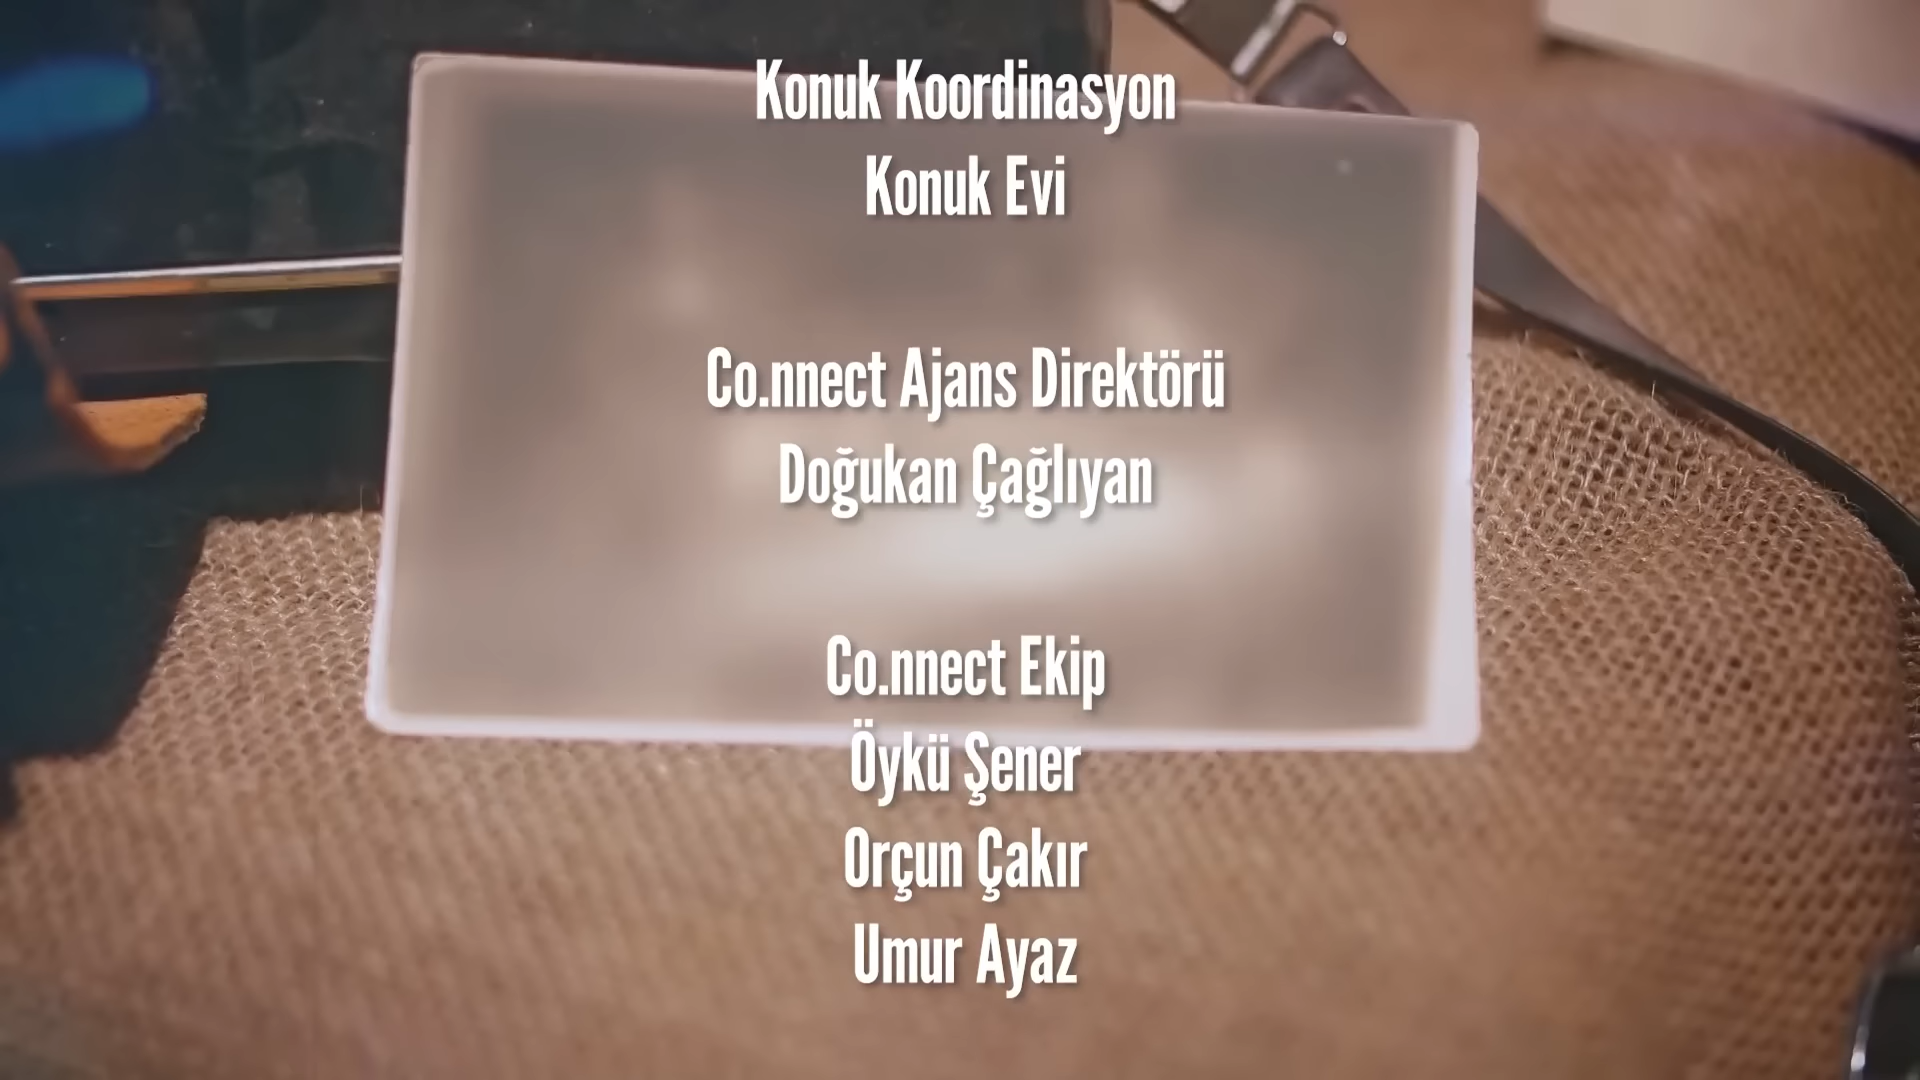 Konuk Koordinasyon
Konuk Evi
Co.nnect Ajans Direktörü
Doğukan Çağlıyan
Co.nnect Ekip
Öykü Şener
Orçun Çakır
Umur Ayaz